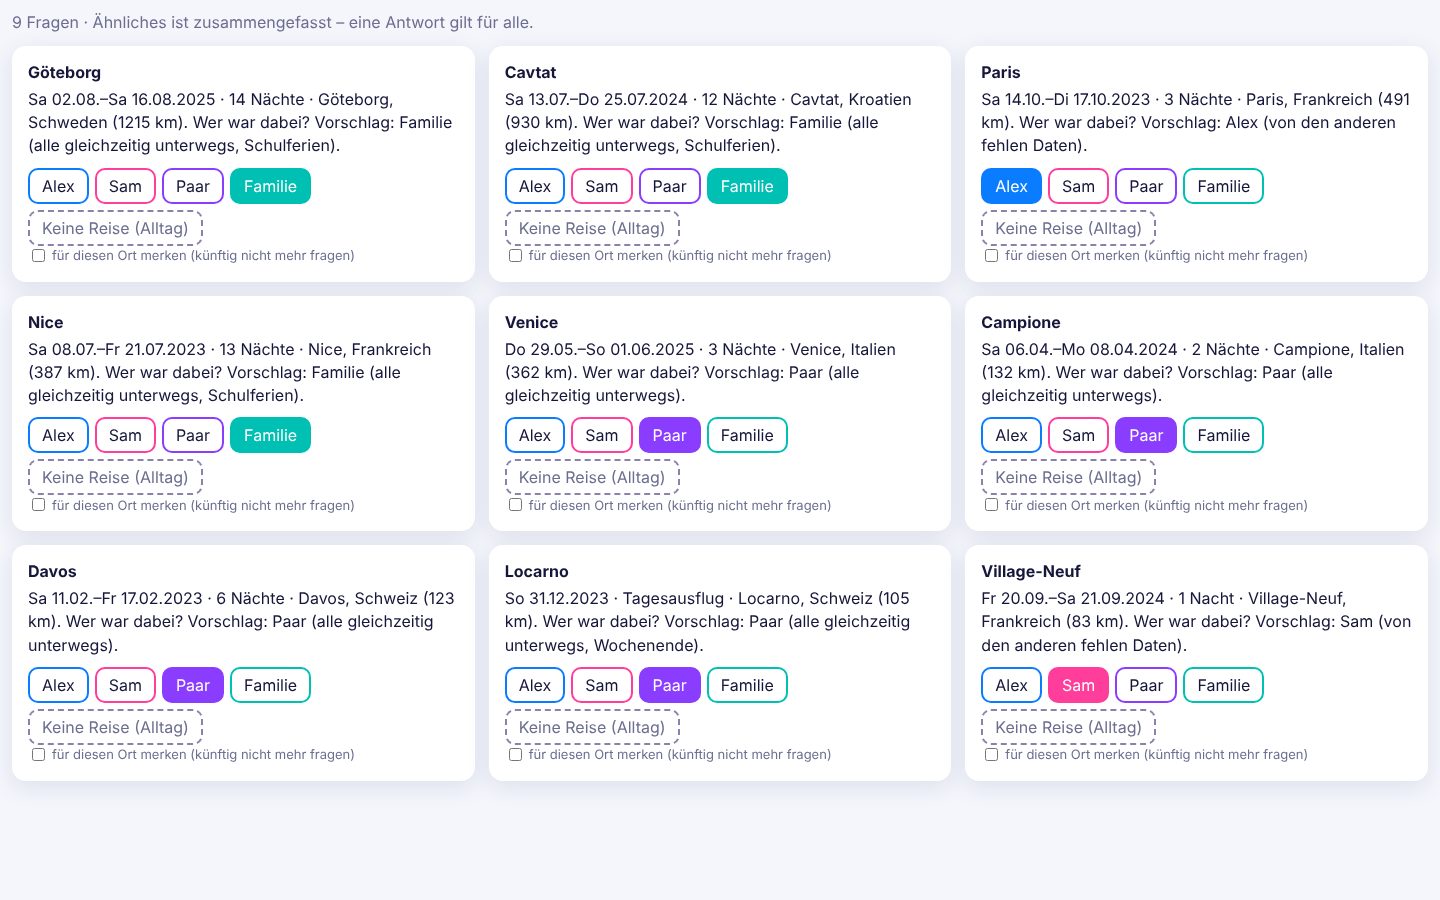 9 Fragen · Ähnliches ist zusammengefasst – eine Antwort gilt für alle.
Göteborg
Sa 02.08.–Sa 16.08.2025 · 14 Nächte · Göteborg,
Schweden (1215 km). Wer war dabei? Vorschlag: Familie
(alle gleichzeitig unterwegs, Schulferien).
Alex Sam Paar Familie
Keine Reise (Alltag)
für diesen Ort merken (künftig nicht mehr fragen)
Cavtat
Sa 13.07.–Do 25.07.2024 · 12 Nächte · Cavtat, Kroatien
(930 km). Wer war dabei? Vorschlag: Familie (alle
gleichzeitig unterwegs, Schulferien).
Alex Sam Paar Familie
Keine Reise (Alltag)
für diesen Ort merken (künftig nicht mehr fragen)
Paris
Sa 14.10.–Di 17.10.2023 · 3 Nächte · Paris, Frankreich (491
km). Wer war dabei? Vorschlag: Alex (von den anderen
fehlen Daten).
Alex Sam Paar Familie
Keine Reise (Alltag)
für diesen Ort merken (künftig nicht mehr fragen)
Nice
Sa 08.07.–Fr 21.07.2023 · 13 Nächte · Nice, Frankreich
(387 km). Wer war dabei? Vorschlag: Familie (alle
gleichzeitig unterwegs, Schulferien).
Alex Sam Paar Familie
Keine Reise (Alltag)
für diesen Ort merken (künftig nicht mehr fragen)
Venice
Do 29.05.–So 01.06.2025 · 3 Nächte · Venice, Italien
(362 km). Wer war dabei? Vorschlag: Paar (alle
gleichzeitig unterwegs).
Alex Sam Paar Familie
Keine Reise (Alltag)
für diesen Ort merken (künftig nicht mehr fragen)
Campione
Sa 06.04.–Mo 08.04.2024 · 2 Nächte · Campione, Italien
(132 km). Wer war dabei? Vorschlag: Paar (alle
gleichzeitig unterwegs).
Alex Sam Paar Familie
Keine Reise (Alltag)
für diesen Ort merken (künftig nicht mehr fragen)
Davos
Sa 11.02.–Fr 17.02.2023 · 6 Nächte · Davos, Schweiz (123
km). Wer war dabei? Vorschlag: Paar (alle gleichzeitig
unterwegs).
Alex Sam Paar Familie
Keine Reise (Alltag)
für diesen Ort merken (künftig nicht mehr fragen)
Locarno
So 31.12.2023 · Tagesausflug · Locarno, Schweiz (105
km). Wer war dabei? Vorschlag: Paar (alle gleichzeitig
unterwegs, Wochenende).
Alex Sam Paar Familie
Keine Reise (Alltag)
für diesen Ort merken (künftig nicht mehr fragen)
Village-Neuf
Fr 20.09.–Sa 21.09.2024 · 1 Nacht · Village-Neuf,
Frankreich (83 km). Wer war dabei? Vorschlag: Sam (von
den anderen fehlen Daten).
Alex Sam Paar Familie
Keine Reise (Alltag)
für diesen Ort merken (künftig nicht mehr fragen)